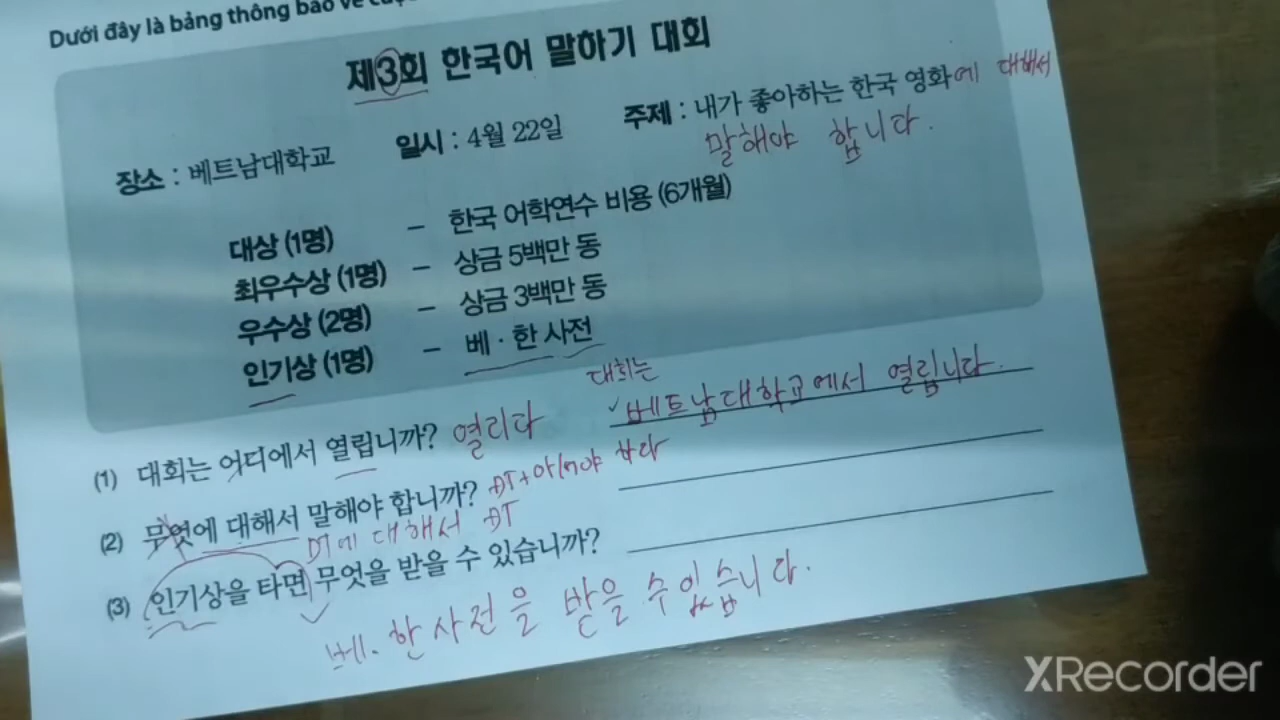 Dưới đây là bảng thông báo về
제3회 한국어 말하기 대회
장소 : 베트남대학교 일시 : 4월 22일 주제 : 내가 좋아하는 한국 영화에 대해서
말해야 합니다.
대상 (1명) – 한국 어학연수 비용 (6개월)
최우수상 (1명) – 상금 5백만 동
우수상 (2명) – 상금 3백만 동
인기상 (1명) – 베 · 한 사전
대회는
(1) 대회는 어디에서 열립니까? 열리다 베트남대학교에서 열립니다.
(2) 무엇에 대해서 말해야 합니까? ĐT+아/어야 하다
DT에 대해서 ĐT
(3) 인기상을 타면 무엇을 받을 수 있습니까?
베. 한 사전을 받을 수 있습니다.
XRecorder